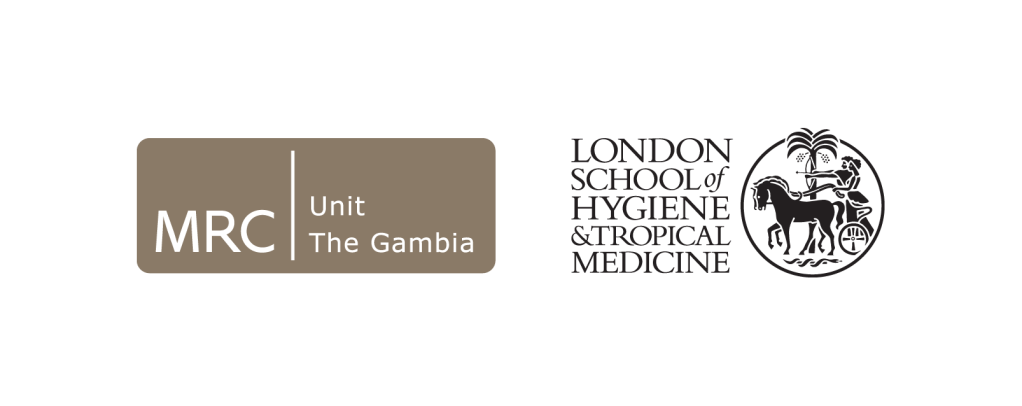 MRC
Unit
The Gambia
LONDON
SCHOOL of
HYGIENE
&TROPICAL
MEDICINE